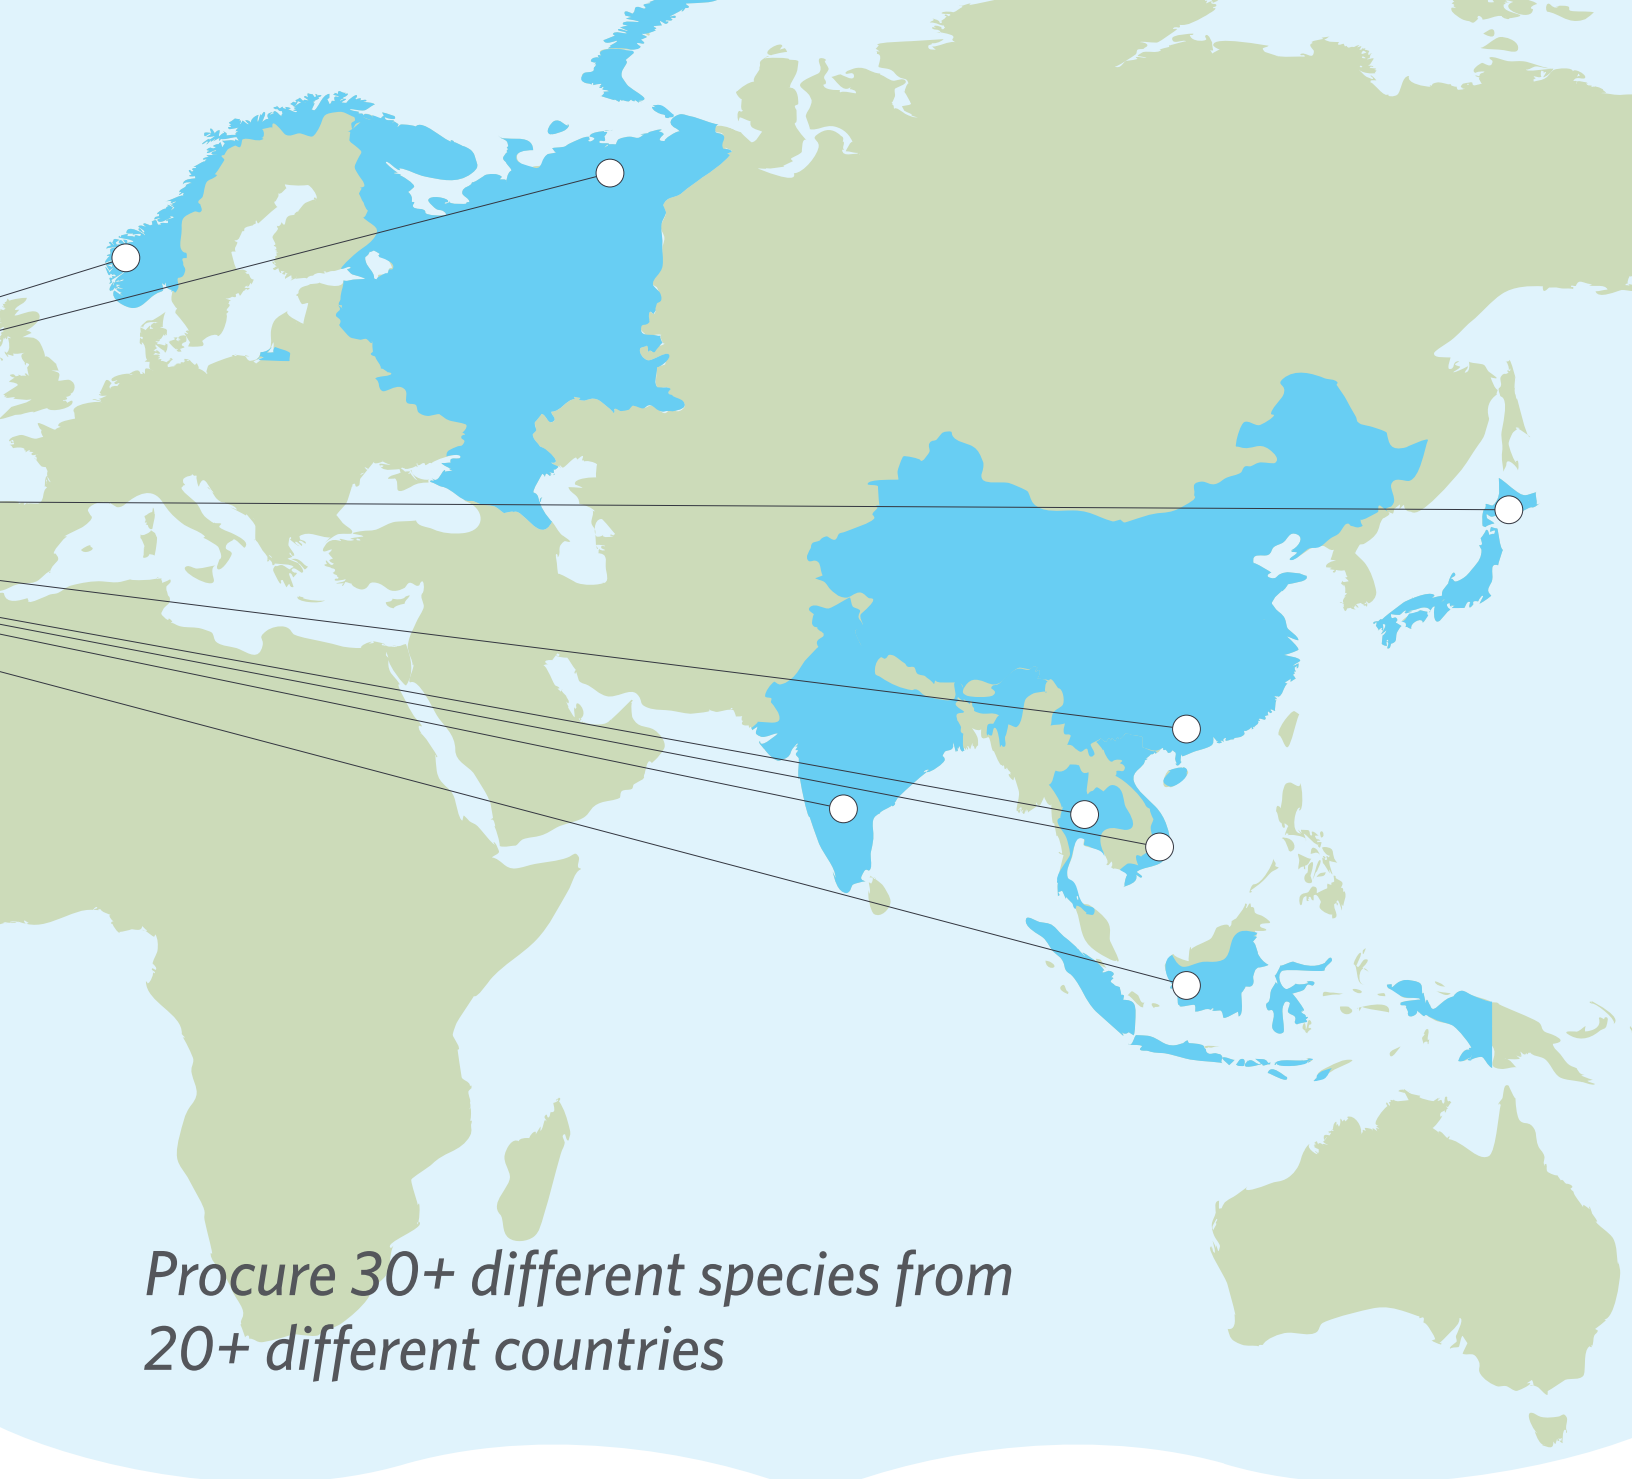 Procure 30+ different species from
20+ different countries